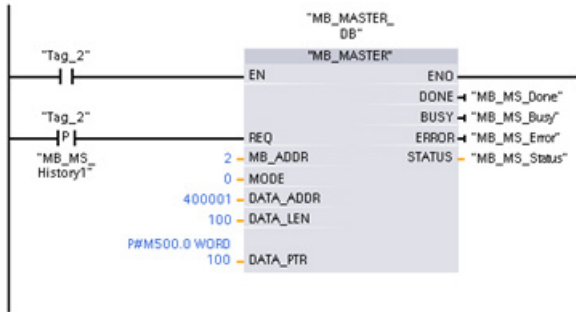 "MB_MASTER_
DB"
"Tag_2"
"MB_MASTER"
EN
ENO
DONE
"MB_MS_Done"
"Tag_2"
BUSY
"MB_MS_Busy"
P
REQ
ERROR
"MB_MS_Error"
"MB_MS_
History1"
2
MB_ADDR
STATUS
"MB_MS_Status"
0
MODE
400001
DATA_ADDR
100
DATA_LEN
P#M500.0 WORD
100
DATA_PTR